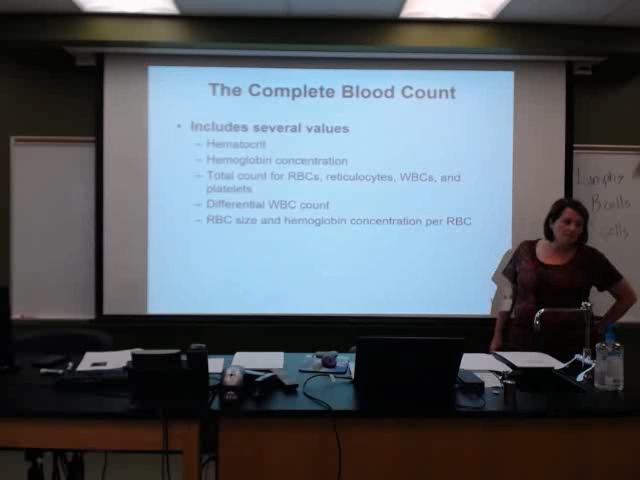 The Complete Blood Count
• Includes several values
– Hematocrit
– Hemoglobin concentration
– Total count for RBCs, reticulocytes, WBCs, and
platelets
– Differential WBC count
– RBC size and hemoglobin concentration per RBC
Lymphs
B cells
cells